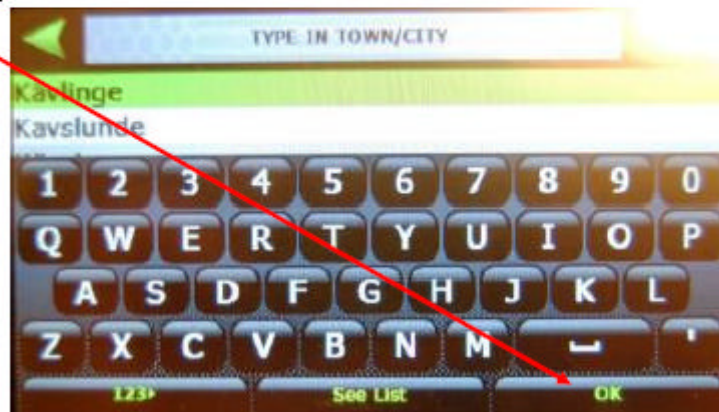 TYPE IN TOWN/CITY
Kävlinge
Kavslunde
1 2 3 4 5 6 7 8 9 0
Q W E R T Y U I O P
A S D F G H J K L
Z X C V B N M '
123 See List OK